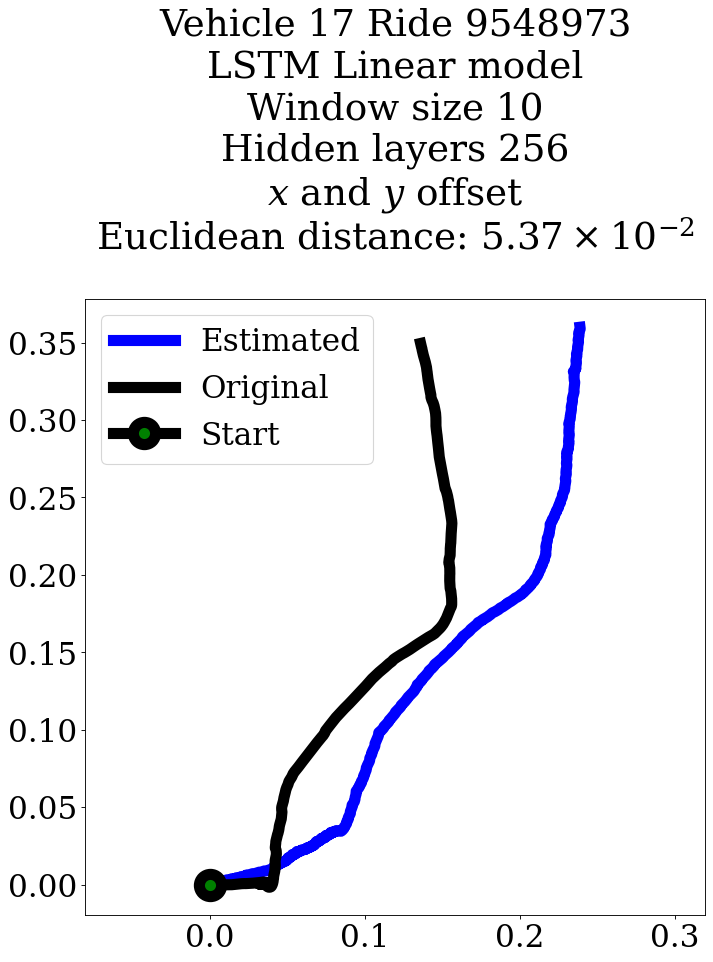 Vehicle 17 Ride 9548973
LSTM Linear model
Window size 10
Hidden layers 256
x and y offset
Euclidean distance: 5.37 × 10⁻²
Estimated
Original
Start
0.35
0.30
0.25
0.20
0.15
0.10
0.05
0.00
0.0 0.1 0.2 0.3